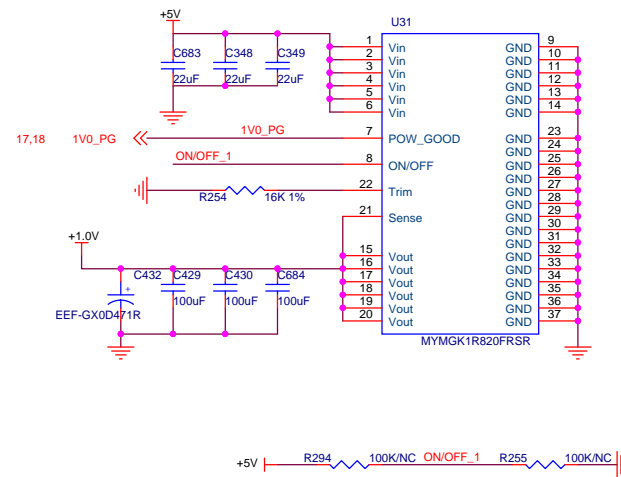 +5V
U31
C683
C348
C349
22uF
22uF
22uF
1 Vin
2 Vin
3 Vin
4 Vin
5 Vin
6 Vin
GND 9
GND 10
GND 11
GND 12
GND 13
GND 14
17,18 1V0_PG
1V0_PG
7 POW_GOOD
ON/OFF_1
8 ON/OFF
R254 16K 1%
22 Trim
21 Sense
GND 23
GND 24
GND 25
GND 26
GND 27
GND 28
GND 29
GND 30
GND 31
GND 32
GND 33
GND 34
GND 35
GND 36
GND 37
+1.0V
15 Vout
16 Vout
17 Vout
18 Vout
19 Vout
20 Vout
C432
C429
C430
C684
+
100uF
100uF
100uF
EEF-GX0D471R
MYMGK1R820FRSR
+5V
R294
100K/NC
ON/OFF_1
R255
100K/NC